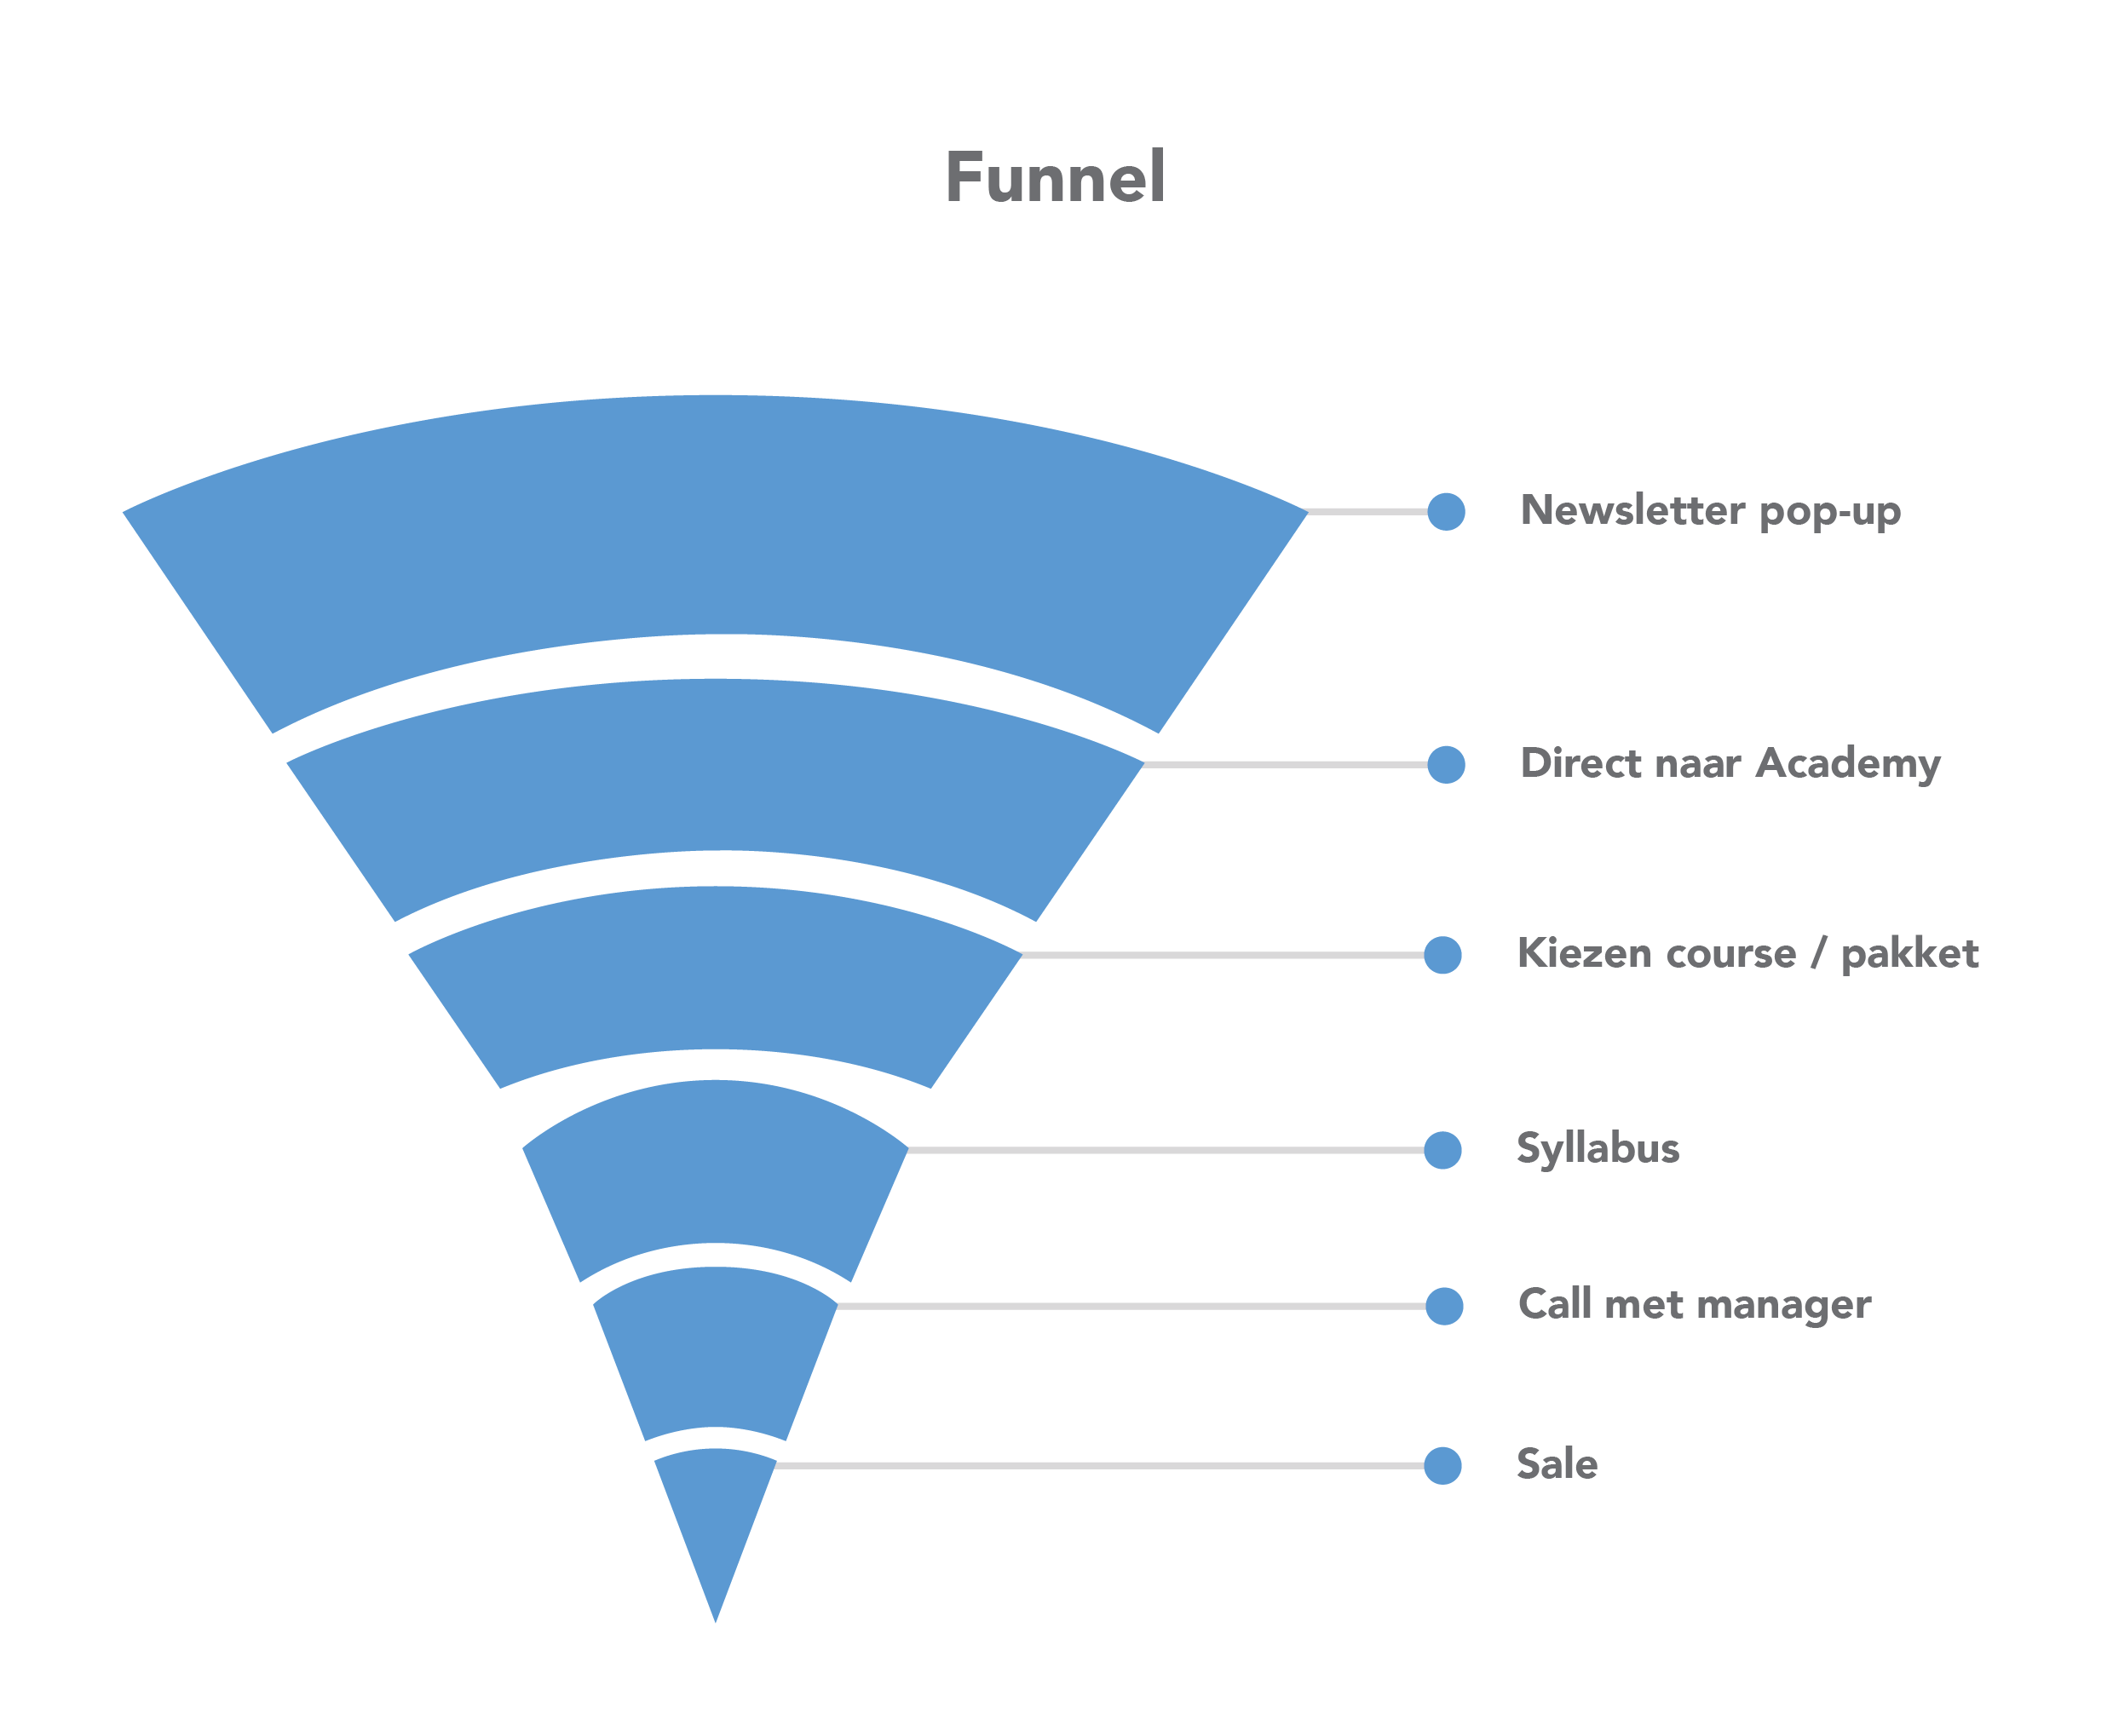 Funnel
Newsletter pop-up
Direct naar Academy
Kiezen course / pakket
Syllabus
Call met manager
Sale